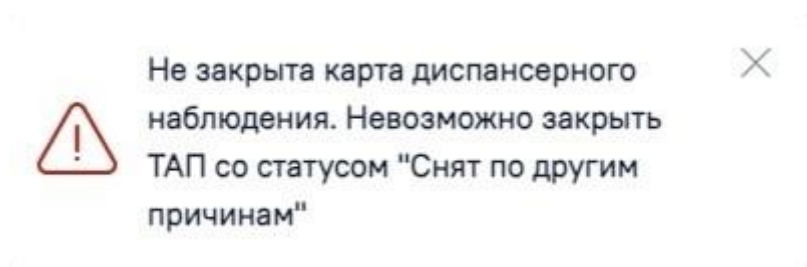 Не закрыта карта диспансерного
наблюдения. Невозможно закрыть
ТАП со статусом "Снят по другим
причинам"